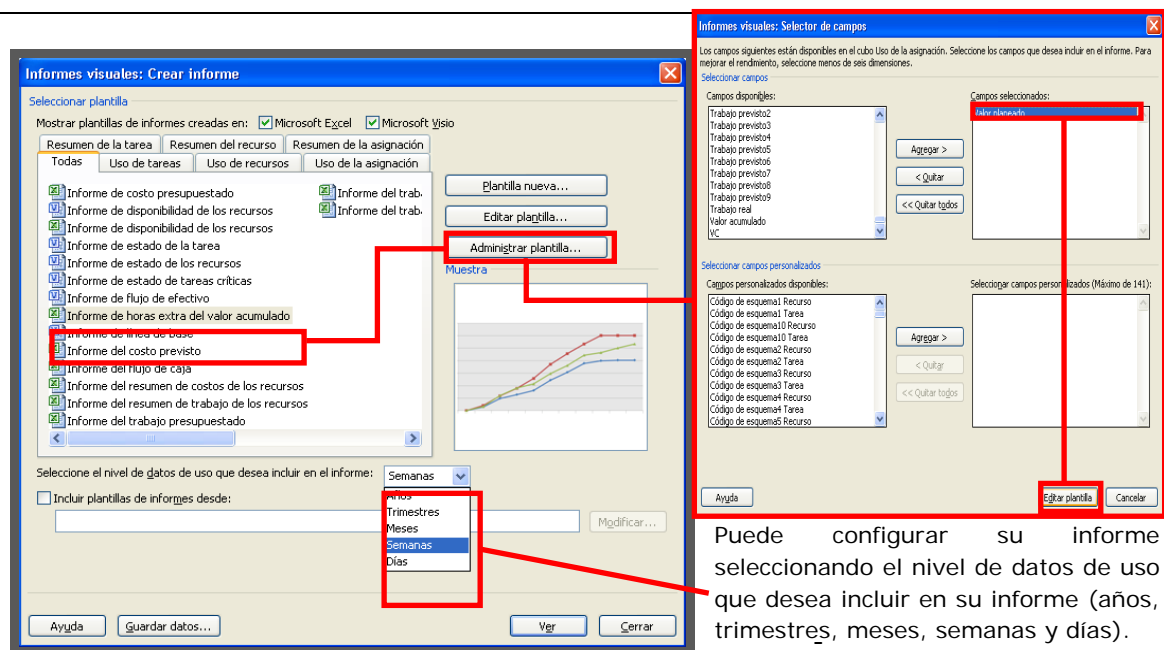 Informes visuales: Crear informe
Seleccionar plantilla
Mostrar plantillas de informes creadas en: Microsoft Excel Microsoft Visio
Resumen de la tarea Resumen del recurso Resumen de la asignación
Todas Uso de tareas Uso de recursos Uso de la asignación
Informe de costo presupuestado
Informe de disponibilidad de los recursos
Informe de disponibilidad de los recursos
Informe de estado de la tarea
Informe de estado de los recursos
Informe de estado de tareas críticas
Informe de flujo de efectivo
Informe de horas extra del valor acumulado
Informe de línea de base
Informe del costo previsto
Informe del flujo de caja
Informe del resumen de costos de los recursos
Informe del resumen de trabajo de los recursos
Informe del trabajo presupuestado
Informe del trab
Informe del trab
Plantilla nueva...
Editar plantilla...
Administrar plantilla...
Muestra
Seleccione el nivel de datos de uso que desea incluir en el informe: Semanas
Años
Trimestres
Meses
Semanas
Días
Incluir plantillas de informes desde:
Modificar...
Ayuda Guardar datos... Ver Cerrar
Informes visuales: Selector de campos
Los campos siguientes están disponibles en el cubo Uso de la asignación. Seleccione los campos que desea incluir en el informe. Para
mejorar el rendimiento, seleccione menos de seis dimensiones.
Seleccionar campos
Campos disponibles:
Trabajo previsto2
Trabajo previsto3
Trabajo previsto4
Trabajo previsto5
Trabajo previsto6
Trabajo previsto7
Trabajo previsto8
Trabajo previsto9
Trabajo real
Valor acumulado
VC
Agregar >
< Quitar
<< Quitar todos
Campos seleccionados:
Valor planeado
Seleccionar campos personalizados
Campos personalizados disponibles:
Código de esquema1 Recurso
Código de esquema1 Tarea
Código de esquema10 Recurso
Código de esquema10 Tarea
Código de esquema2 Recurso
Código de esquema2 Tarea
Código de esquema3 Recurso
Código de esquema3 Tarea
Código de esquema4 Recurso
Código de esquema4 Tarea
Código de esquema5 Recurso
Agregar >
< Quitar
<< Quitar todos
Seleccionar campos personalizados (Máximo de 141):
Ayuda Editar plantilla Cancelar
Puede configurar su informe
seleccionando el nivel de datos de uso
que desea incluir en su informe (años,
trimestres, meses, semanas y días).